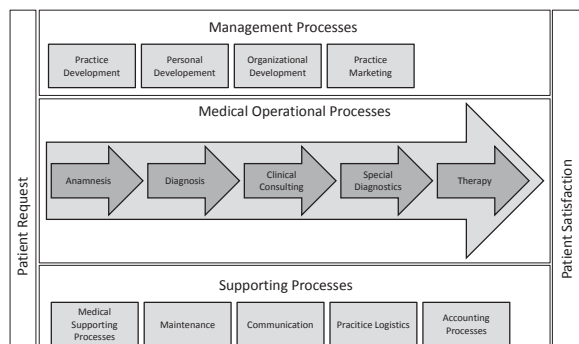 Management Processes
Practice
Development
Personal
Developement
Organizational
Development
Practice
Marketing
Patient Request
Medical Operational Processes
Anamnesis
Diagnosis
Clinical
Consulting
Special
Diagnostics
Therapy
Patient Satisfaction
Supporting Processes
Medical
Supporting
Processes
Maintenance
Communication
Pracitice Logistics
Accounting
Processes